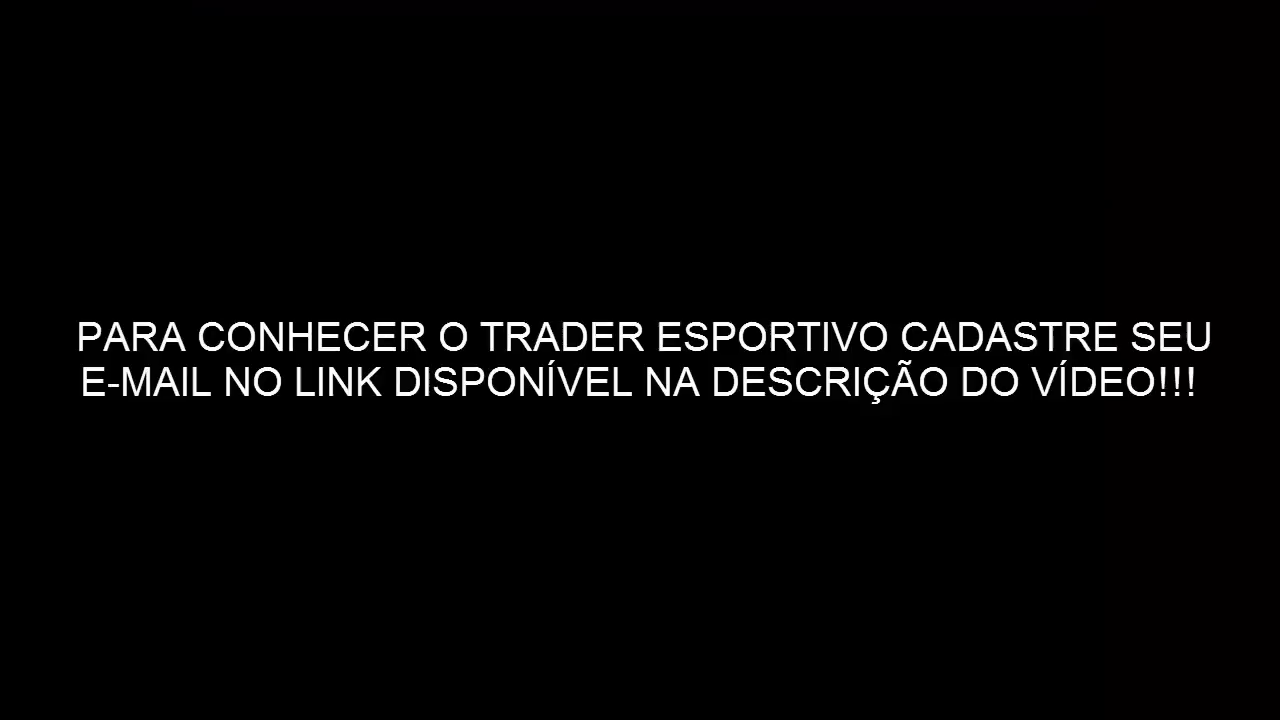 PARA CONHECER O TRADER ESPORTIVO CADASTRE SEU
E-MAIL NO LINK DISPONÍVEL NA DESCRIÇÃO DO VÍDEO!!!